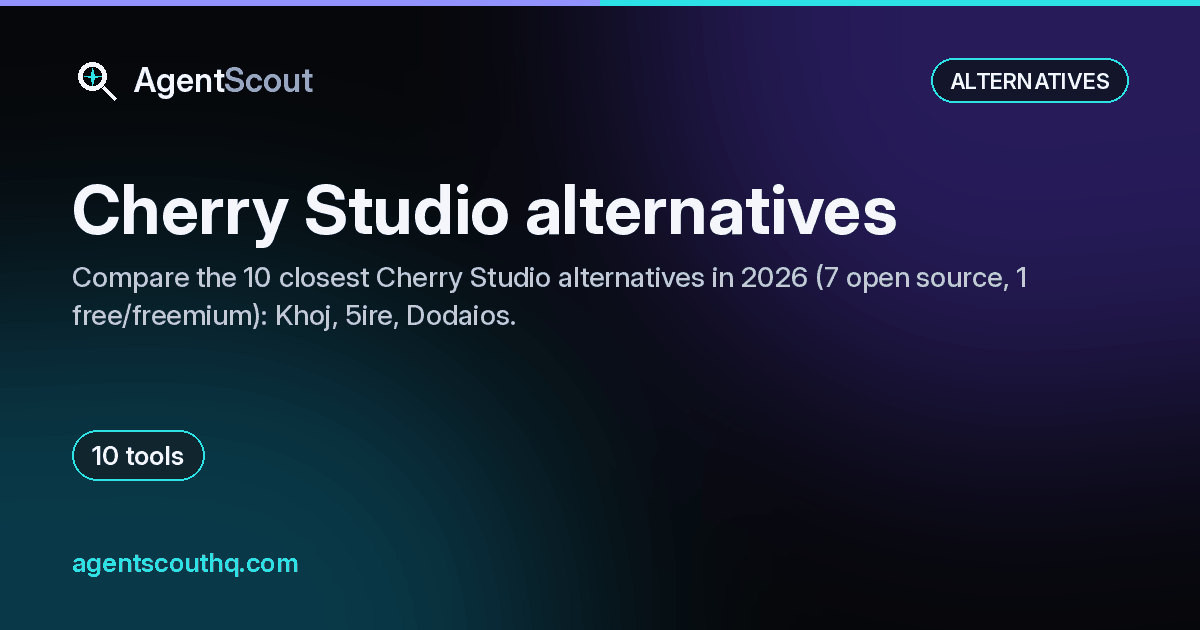 AgentScout
ALTERNATIVES
Cherry Studio alternatives
Compare the 10 closest Cherry Studio alternatives in 2026 (7 open source, 1
free/freemium): Khoj, 5ire, Dodaios.
10 tools
agentscouthq.com